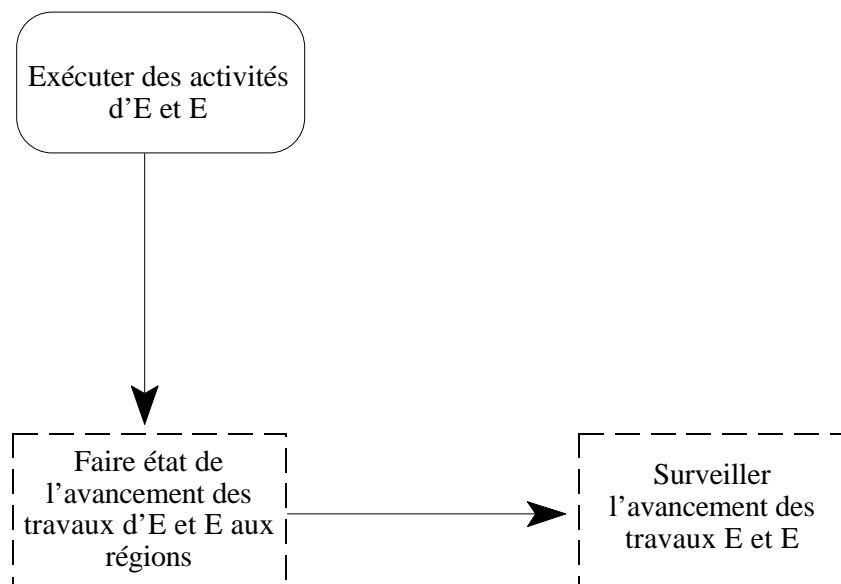 Exécuter des activités
d’E et E
Faire état de
l’avancement des
travaux d’E et E aux
régions
Surveiller
l’avancement des
travaux E et E